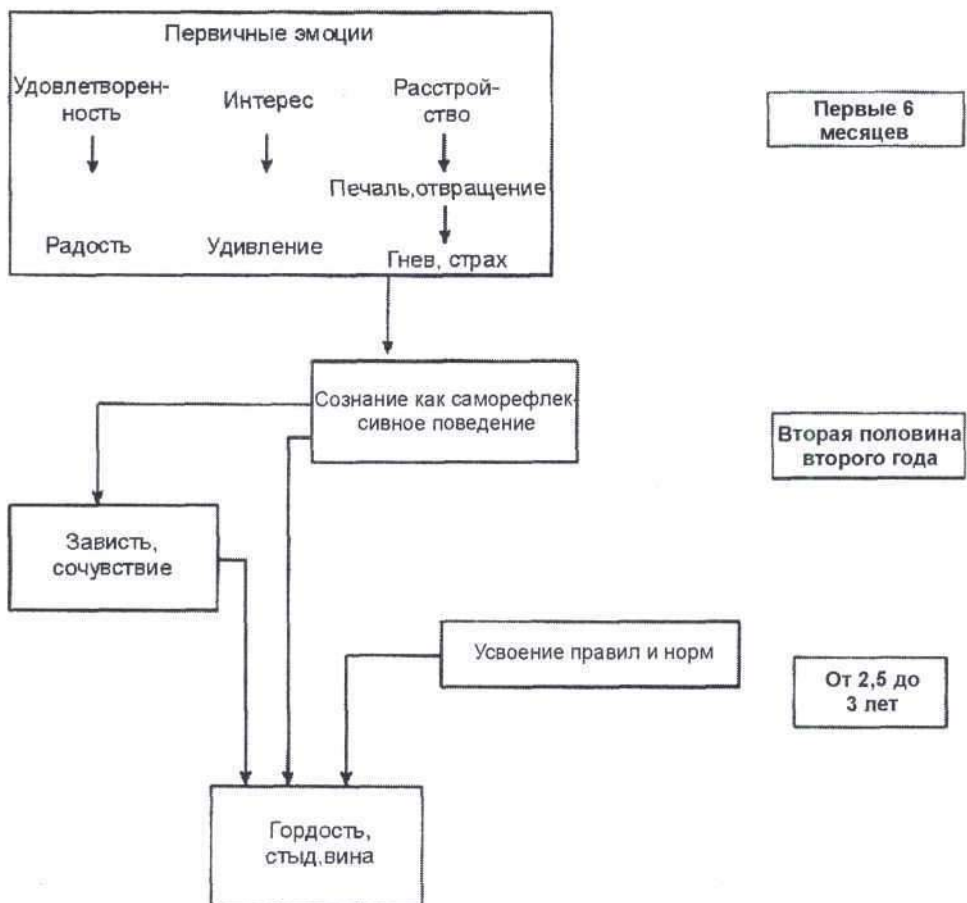 Первичные эмоции
Удовлетворен-
ность
Интерес
Расстрой-
ство
Печаль,отвращение
Радость
Удивление
Гнев, страх
Первые 6
месяцев
Сознание как саморефлек-
сивное поведение
Вторая половина
второго года
Зависть,
сочувствие
Усвоение правил и норм
От 2,5 до
3 лет
Гордость,
стыд,вина